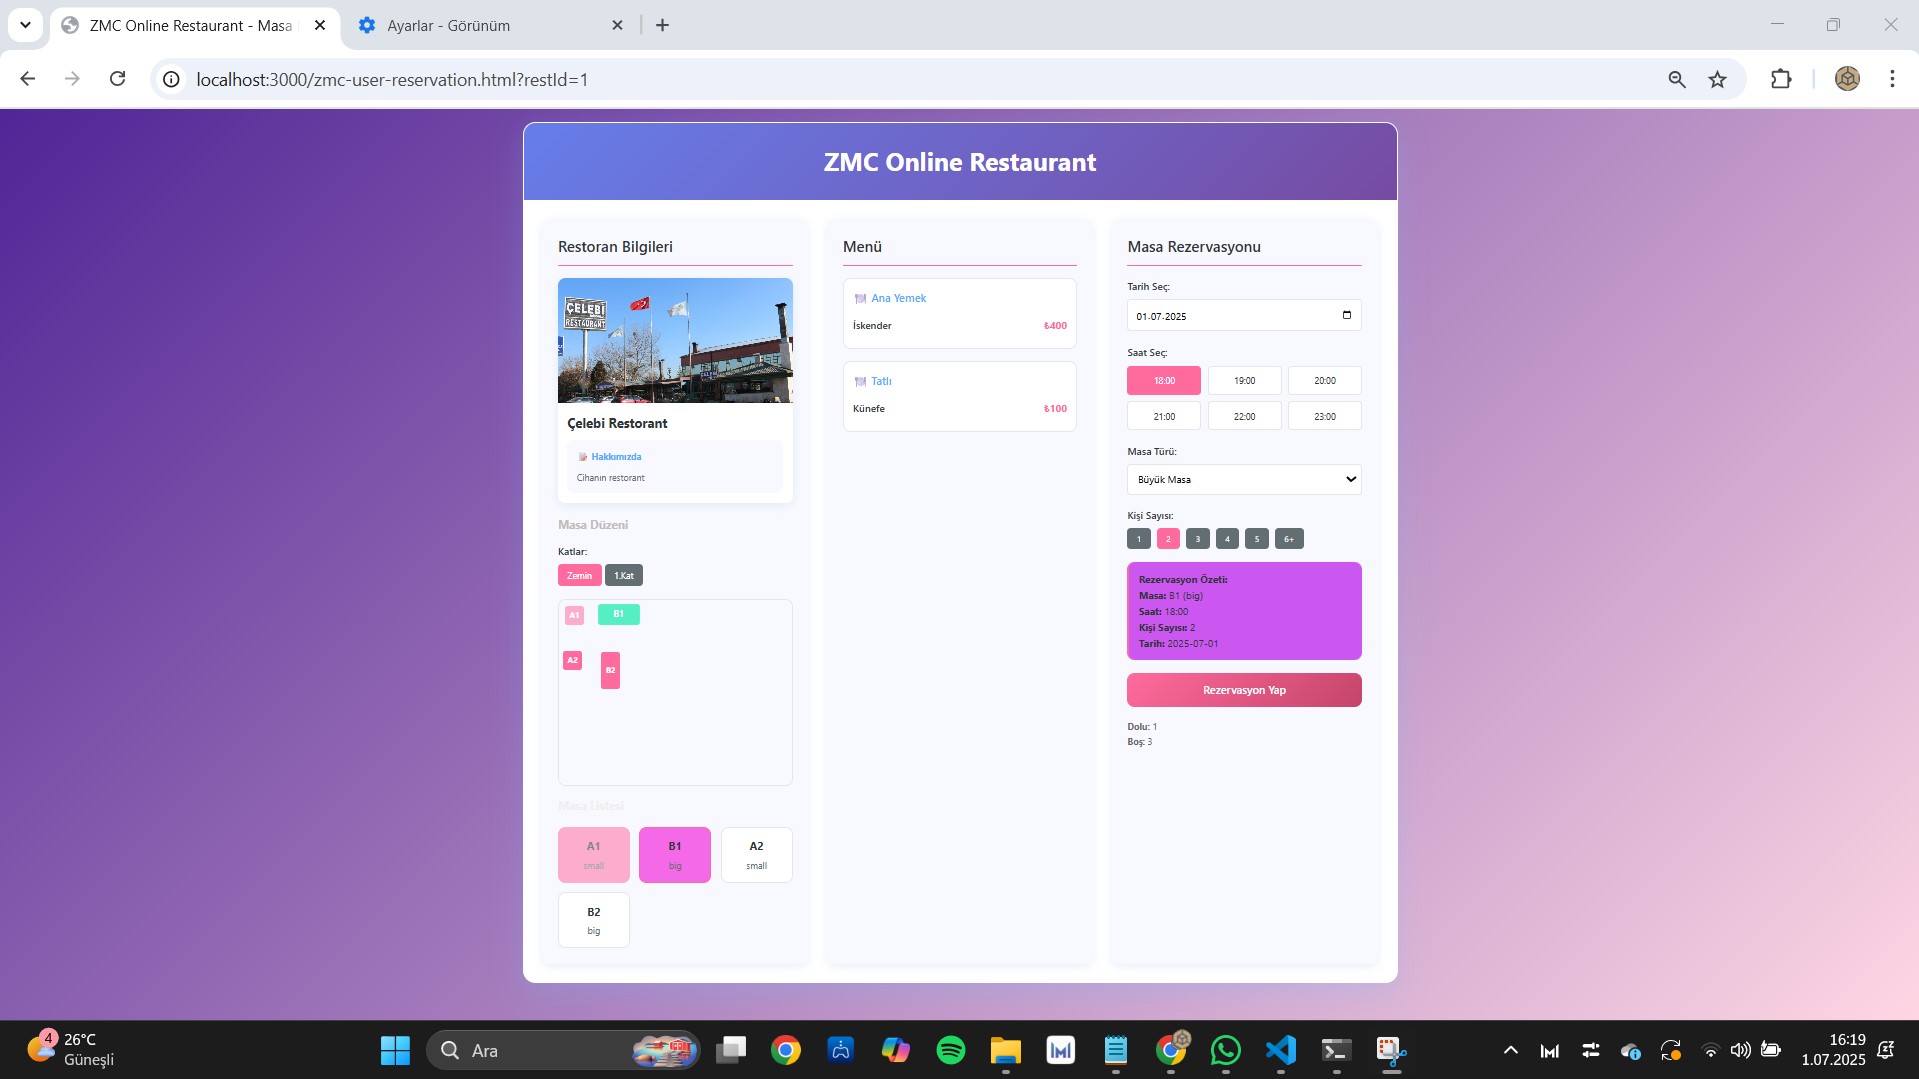 ZMC Online Restaurant - Masa
Ayarlar - Görünüm
localhost:3000/zmc-user-reservation.html?restId=1
ZMC Online Restaurant
Restoran Bilgileri
ÇELEBİ
RESTAURANT
Çelebi Restorant
Hakkımızda
Cihanın restorant
Masa Düzeni
Katlar:
Zemin
1.Kat
A1
B1
A2
B2
Masa Listesi
A1
small
B1
big
A2
small
B2
big
Menü
Ana Yemek
İskender
₺400
Tatlı
Künefe
₺100
Masa Rezervasyonu
Tarih Seç:
01.07.2025
Saat Seç:
18:00
19:00
20:00
21:00
22:00
23:00
Masa Türü:
Büyük Masa
Kişi Sayısı:
1
2
3
4
5
6+
Rezervasyon Özeti:
Masa: B1 (big)
Saat: 18:00
Kişi Sayısı: 2
Tarih: 2025-07-01
Rezervasyon Yap
Dolu: 1
Boş: 3
4
26°C
Güneşli
Ara
16:19
1.07.2025